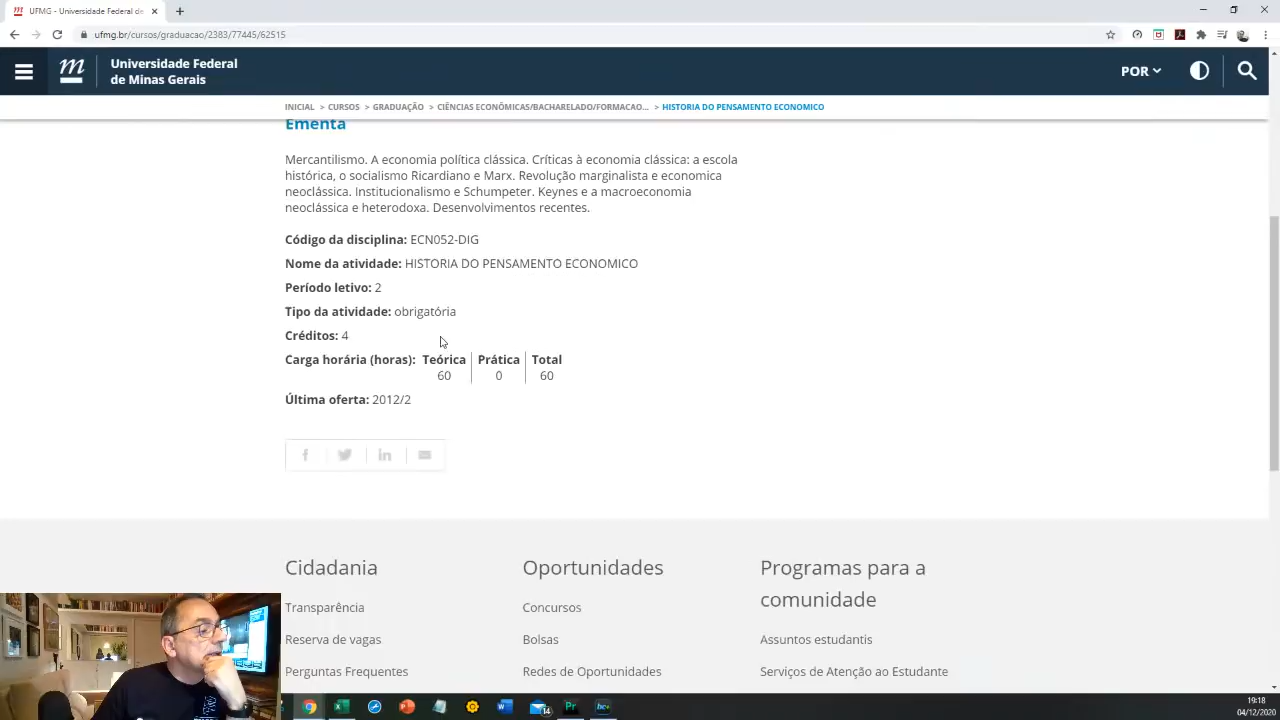 UFMG - Universidade Federal de
ufmg.br/cursos/graduacao/2383/77445/62515
Universidade Federal
de Minas Gerais
POR
INICIAL > CURSOS > GRADUAÇÃO > CIÊNCIAS ECONÔMICAS/BACHARELADO/FORMACAO... > HISTORIA DO PENSAMENTO ECONOMICO
Ementa
Mercantilismo. A economia política clássica. Críticas à economia clássica: a escola
histórica, o socialismo Ricardiano e Marx. Revolução marginalista e economica
neoclássica. Institucionalismo e Schumpeter. Keynes e a macroeconomia
neoclássica e heterodoxa. Desenvolvimentos recentes.
Código da disciplina: ECN052-DIG
Nome da atividade: HISTORIA DO PENSAMENTO ECONOMICO
Período letivo: 2
Tipo da atividade: obrigatória
Créditos: 4
Carga horária (horas): Teórica Prática Total
60 0 60
Última oferta: 2012/2
Cidadania
Oportunidades
Programas para a
comunidade
Transparência
Concursos
Reserva de vagas
Bolsas
Assuntos estudantis
Perguntas Frequentes
Redes de Oportunidades
Serviços de Atenção ao Estudante
14
19:18
04/12/2020